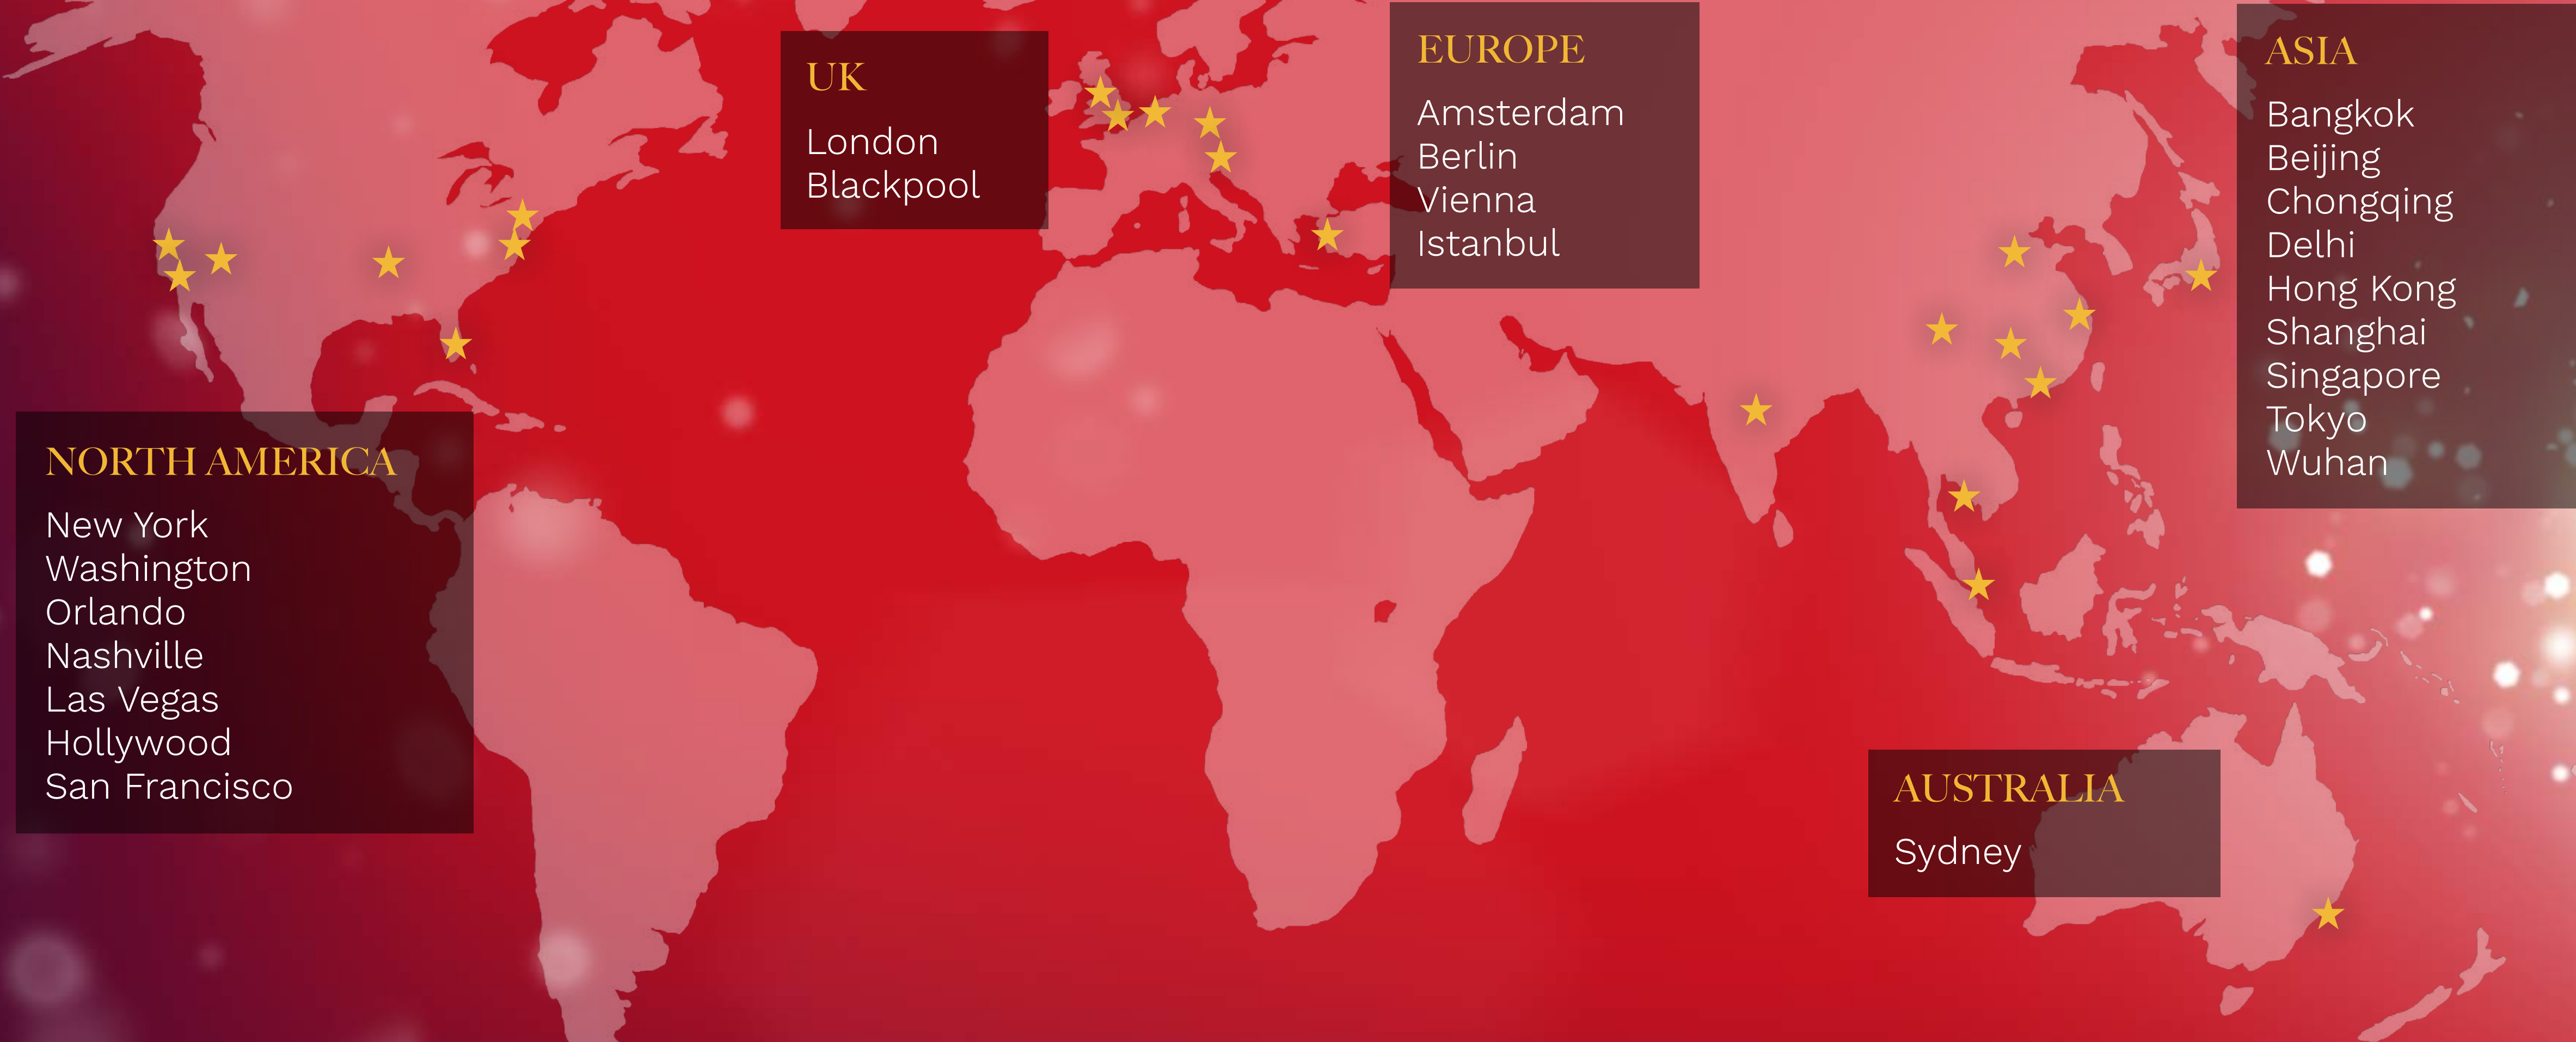 UK
London
Blackpool
EUROPE
Amsterdam
Berlin
Vienna
Istanbul
ASIA
Bangkok
Beijing
Chongqing
Delhi
Hong Kong
Shanghai
Singapore
Tokyo
Wuhan
NORTH AMERICA
New York
Washington
Orlando
Nashville
Las Vegas
Hollywood
San Francisco
AUSTRALIA
Sydney